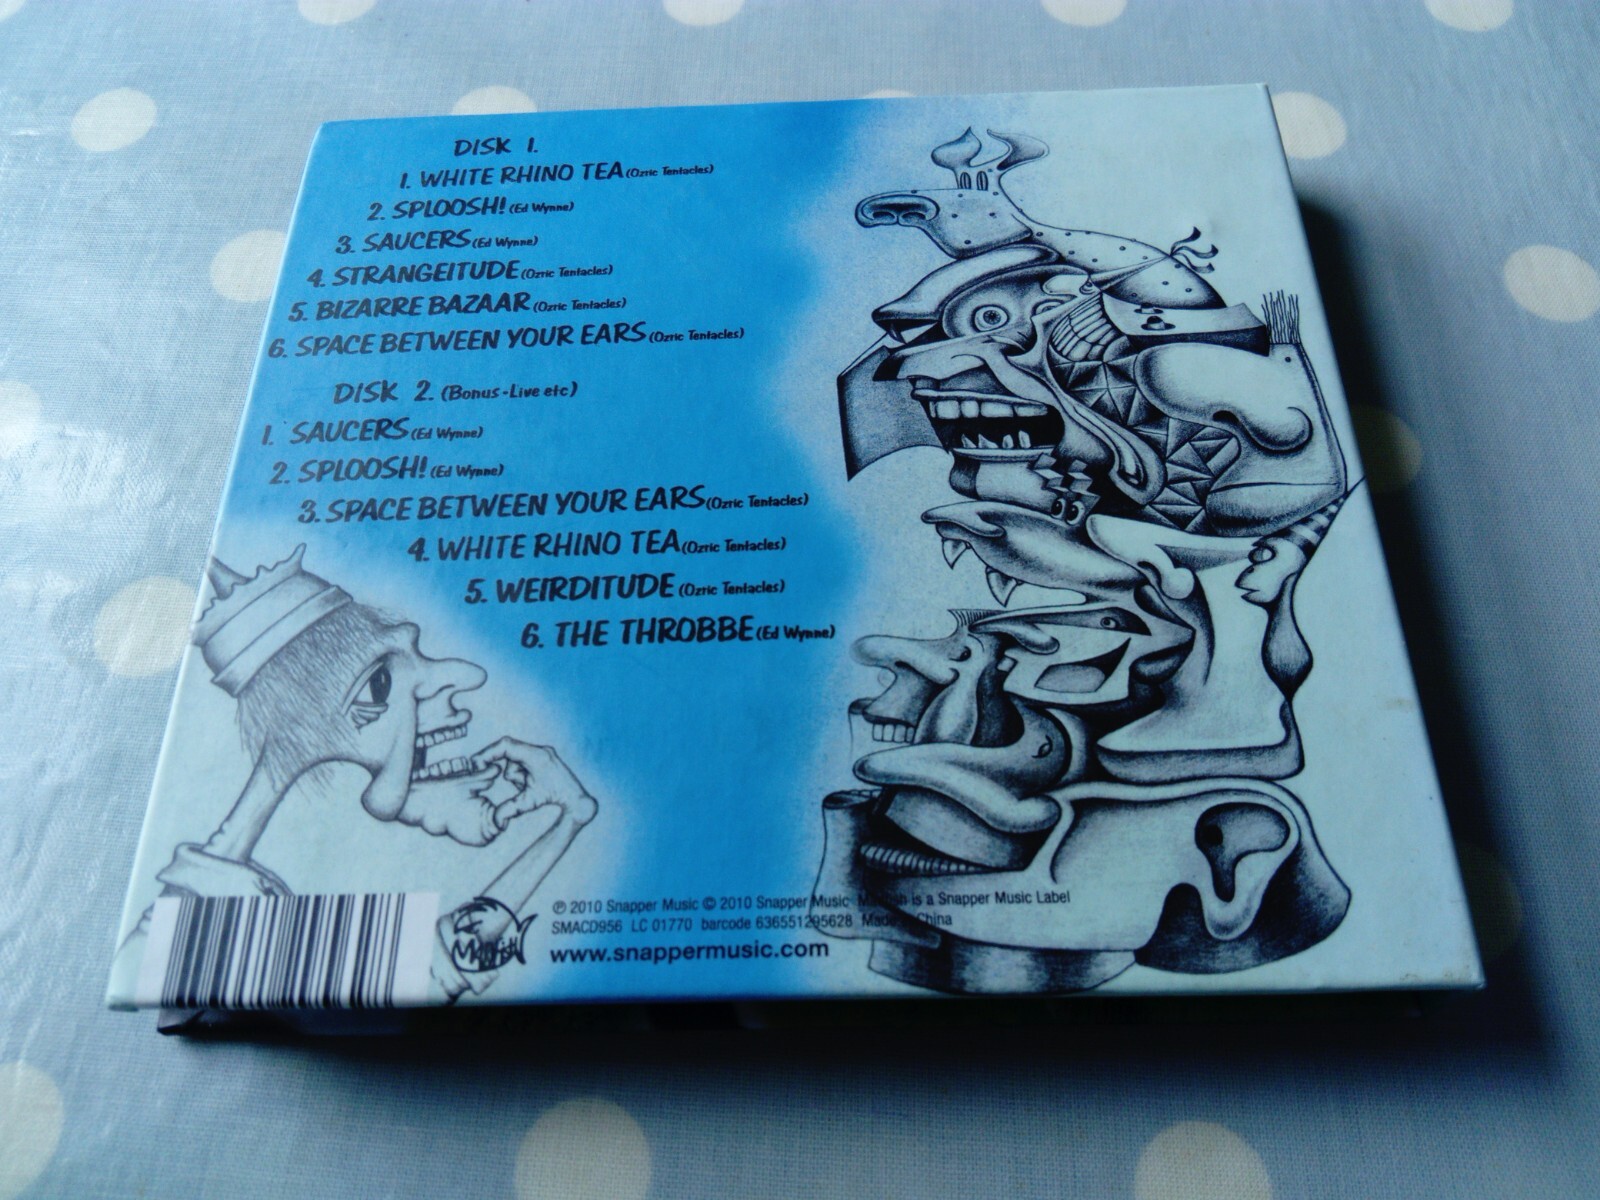 DISK 1.
1. WHITE RHINO TEA (Ozric Tentacles)
2. SPLOOSH! (Ed Wynne)
3. SAUCERS (Ed Wynne)
4. STRANGEITUDE (Ozric Tentacles)
5. BIZARRE BAZAAR (Ozric Tentacles)
6. SPACE BETWEEN YOUR EARS (Ozric Tentacles)
DISK 2. (Bonus-Live etc)
1. SAUCERS (Ed Wynne)
2. SPLOOSH! (Ed Wynne)
3. SPACE BETWEEN YOUR EARS (Ozric Tentacles)
4. WHITE RHINO TEA (Ozric Tentacles)
5. WEIRDITUDE (Ozric Tentacles)
6. THE THROBBE (Ed Wynne)
Madfish
℗ 2010 Snapper Music © 2010 Snapper Music is a Snapper Music Label
SMACD956 LC 01770 barcode 636551295628 Made China
www.snappermusic.com